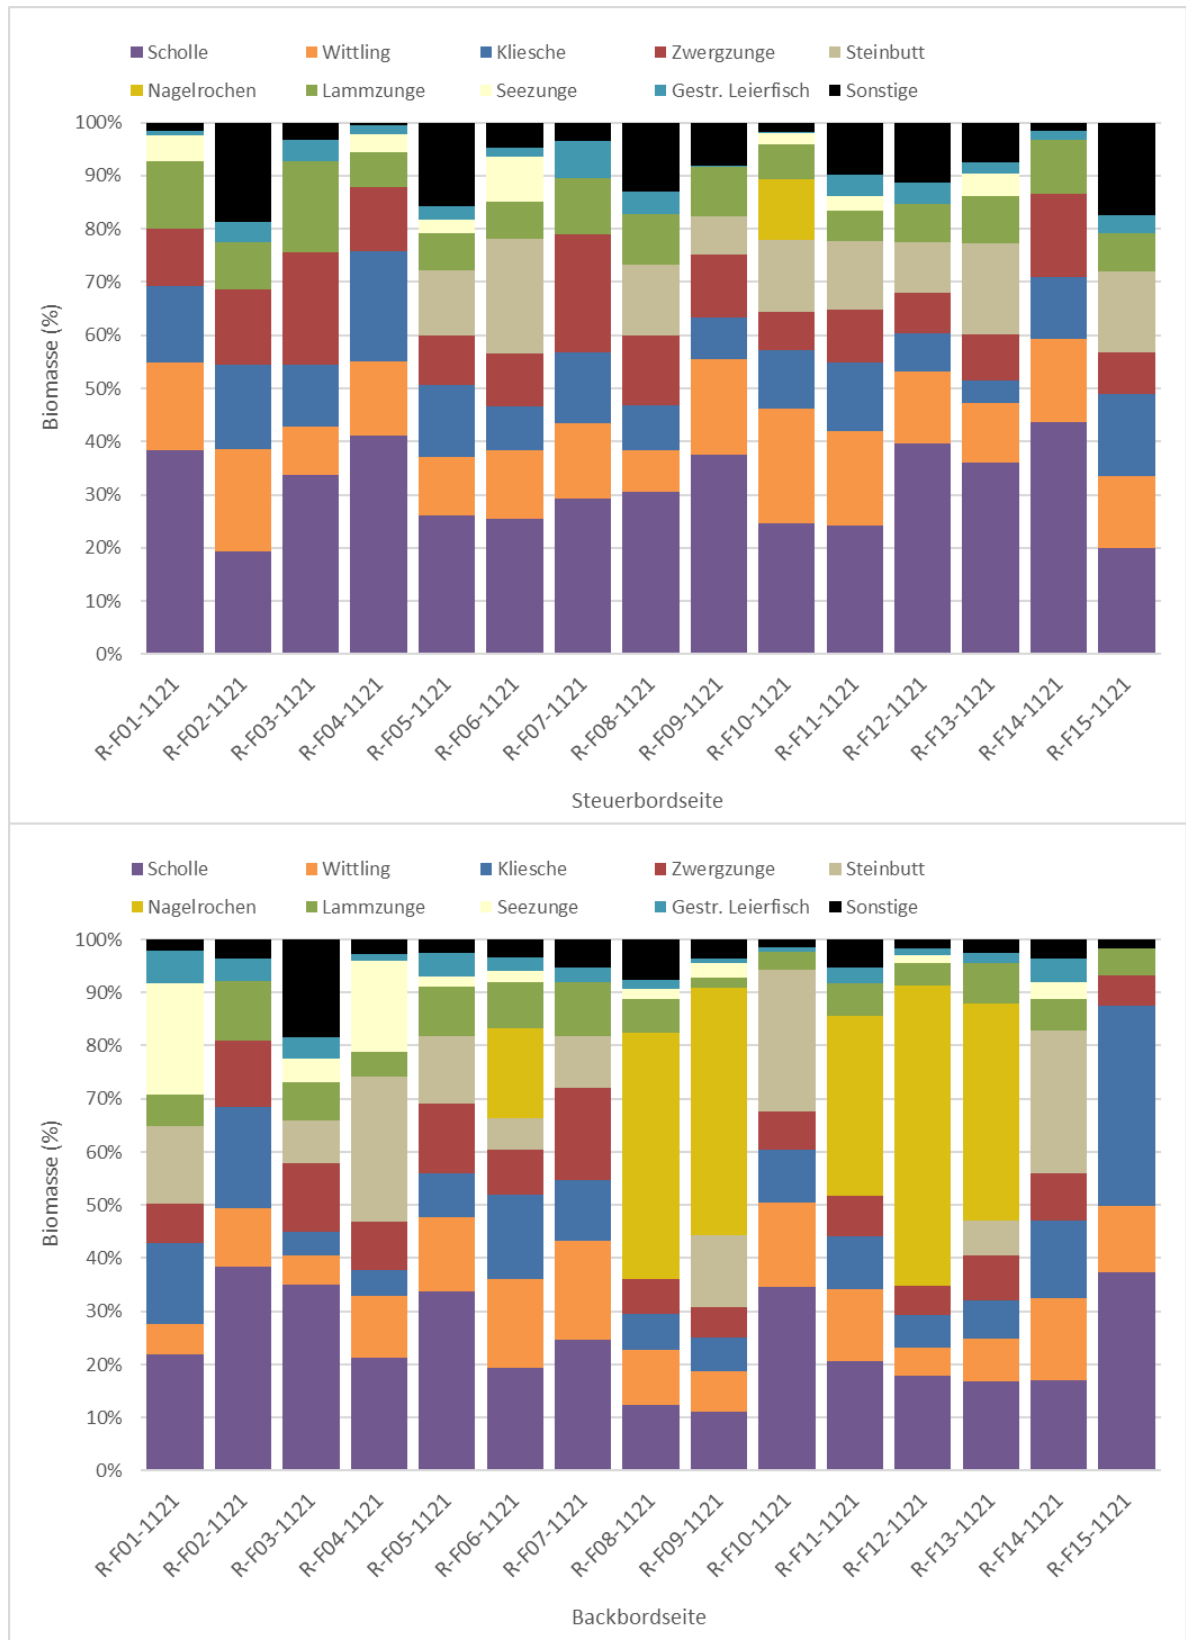 Scholle Wittling Kliesche Zwergzunge Steinbutt
Nagelrochen Lammzunge Seezunge Gestr. Leierfisch Sonstige
100%
90%
80%
70%
60%
50%
40%
30%
20%
10%
0%
Biomasse (%)
R-F01-1121 R-F02-1121 R-F03-1121 R-F04-1121 R-F05-1121 R-F06-1121 R-F07-1121 R-F08-1121 R-F09-1121 R-F10-1121 R-F11-1121 R-F12-1121 R-F13-1121 R-F14-1121 R-F15-1121
Steuerbordseite
Scholle Wittling Kliesche Zwergzunge Steinbutt
Nagelrochen Lammzunge Seezunge Gestr. Leierfisch Sonstige
100%
90%
80%
70%
60%
50%
40%
30%
20%
10%
0%
Biomasse (%)
R-F01-1121 R-F02-1121 R-F03-1121 R-F04-1121 R-F05-1121 R-F06-1121 R-F07-1121 R-F08-1121 R-F09-1121 R-F10-1121 R-F11-1121 R-F12-1121 R-F13-1121 R-F14-1121 R-F15-1121
Backbordseite